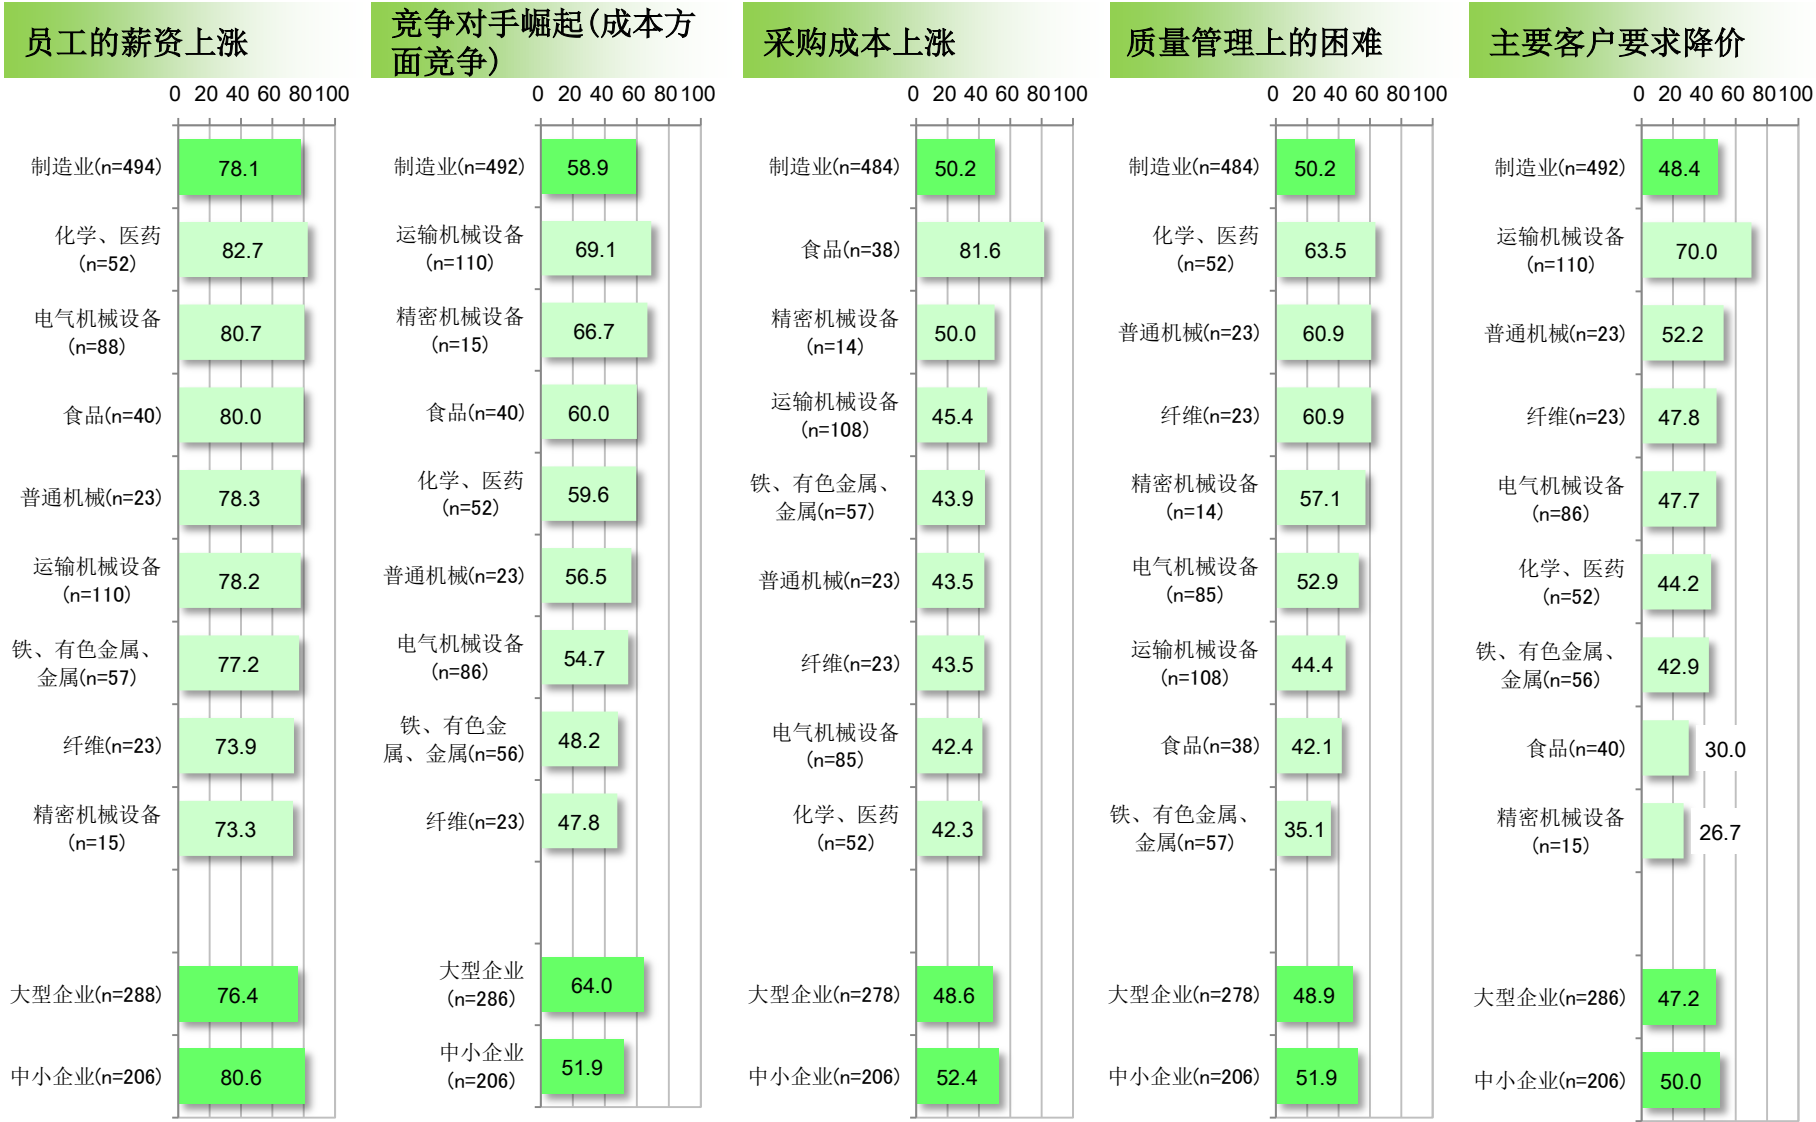 员工的薪资上涨
0 20 40 60 80 100
制造业(n=494) 78.1
化学、医药
(n=52) 82.7
电气机械设备
(n=88) 80.7
食品(n=40) 80.0
普通机械(n=23) 78.3
运输机械设备
(n=110) 78.2
铁、有色金属、
金属(n=57) 77.2
纤维(n=23) 73.9
精密机械设备
(n=15) 73.3
大型企业(n=288) 76.4
中小企业(n=206) 80.6
竞争对手崛起(成本方
面竞争)
0 20 40 60 80 100
制造业(n=492) 58.9
运输机械设备
(n=110) 69.1
精密机械设备
(n=15) 66.7
食品(n=40) 60.0
化学、医药
(n=52) 59.6
普通机械(n=23) 56.5
电气机械设备
(n=86) 54.7
铁、有色金
属、金属(n=56) 48.2
纤维(n=23) 47.8
大型企业
(n=286) 64.0
中小企业
(n=206) 51.9
采购成本上涨
0 20 40 60 80 100
制造业(n=484) 50.2
食品(n=38) 81.6
精密机械设备
(n=14) 50.0
运输机械设备
(n=108) 45.4
铁、有色金属、
金属(n=57) 43.9
普通机械(n=23) 43.5
纤维(n=23) 43.5
电气机械设备
(n=85) 42.4
化学、医药
(n=52) 42.3
大型企业(n=278) 48.6
中小企业(n=206) 52.4
质量管理上的困难
0 20 40 60 80 100
制造业(n=484) 50.2
化学、医药
(n=52) 63.5
普通机械(n=23) 60.9
纤维(n=23) 60.9
精密机械设备
(n=14) 57.1
电气机械设备
(n=85) 52.9
运输机械设备
(n=108) 44.4
食品(n=38) 42.1
铁、有色金属、
金属(n=57) 35.1
大型企业(n=278) 48.9
中小企业(n=206) 51.9
主要客户要求降价
0 20 40 60 80 100
制造业(n=492) 48.4
运输机械设备
(n=110) 70.0
普通机械(n=23) 52.2
纤维(n=23) 47.8
电气机械设备
(n=86) 47.7
化学、医药
(n=52) 44.2
铁、有色金属、
金属(n=56) 42.9
食品(n=40) 30.0
精密机械设备
(n=15) 26.7
大型企业(n=286) 47.2
中小企业(n=206) 50.0